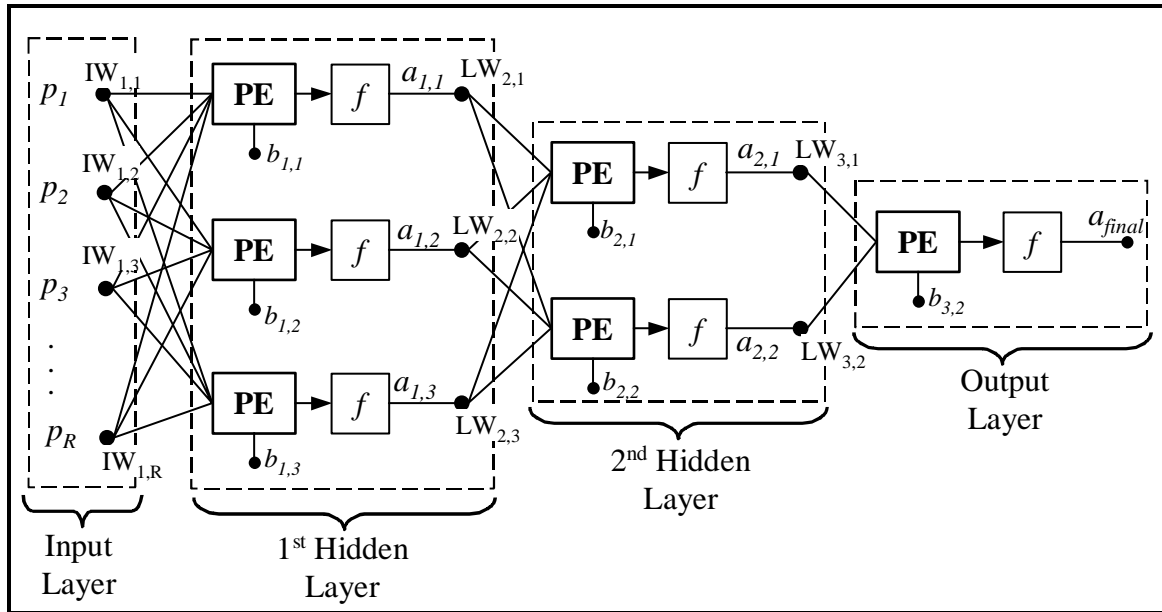 IW1,1
p1
IW1,2
p2
IW1,3
p3
. . .
pR
IW1,R
Input
Layer
PE
f
a1,1
LW2,1
b1,1
PE
f
a1,2
LW2,2
b1,2
PE
f
a1,3
LW2,3
b1,3
1st Hidden
Layer
PE
f
a2,1
LW3,1
b2,1
PE
f
a2,2
LW3,2
b2,2
2nd Hidden
Layer
PE
f
afinal
b3,2
Output
Layer